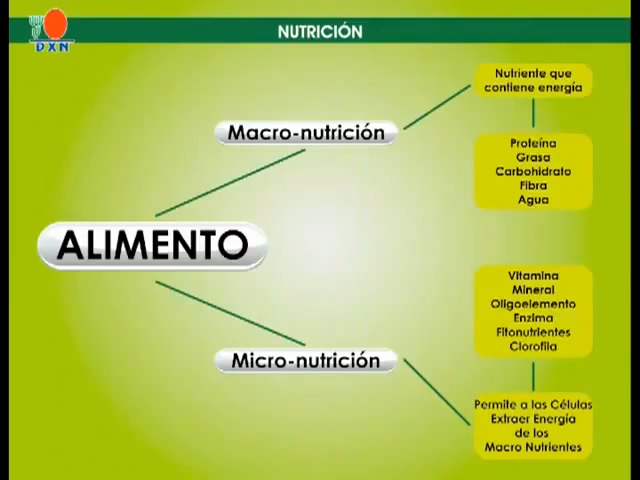 DXN
NUTRICIÓN
Nutriente que
contiene energía
Macro-nutrición
Proteína
Grasa
Carbohidrato
Fibra
Agua
ALIMENTO
Vitamina
Mineral
Oligoelemento
Enzima
Fitonutrientes
Clorofila
Micro-nutrición
Permite a las Células
Extraer Energía
de los
Macro Nutrientes